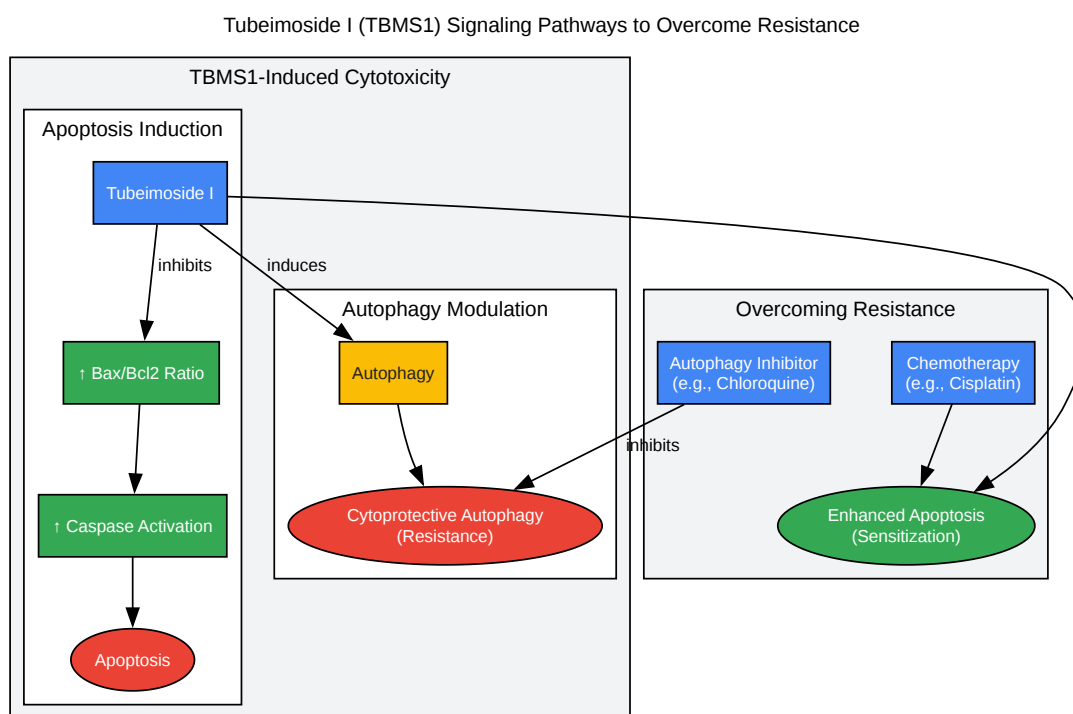 Tubeimoside I (TBMS1) Signaling Pathways to Overcome Resistance
TBMS1-Induced Cytotoxicity
Apoptosis Induction
Tubeimoside I
inhibits
induces
↑ Bax/Bcl2 Ratio
↑ Caspase Activation
Apoptosis
Autophagy Modulation
Autophagy
Cytoprotective Autophagy
(Resistance)
Overcoming Resistance
Autophagy Inhibitor
(e.g., Chloroquine)
Chemotherapy
(e.g., Cisplatin)
inhibits
Enhanced Apoptosis
(Sensitization)